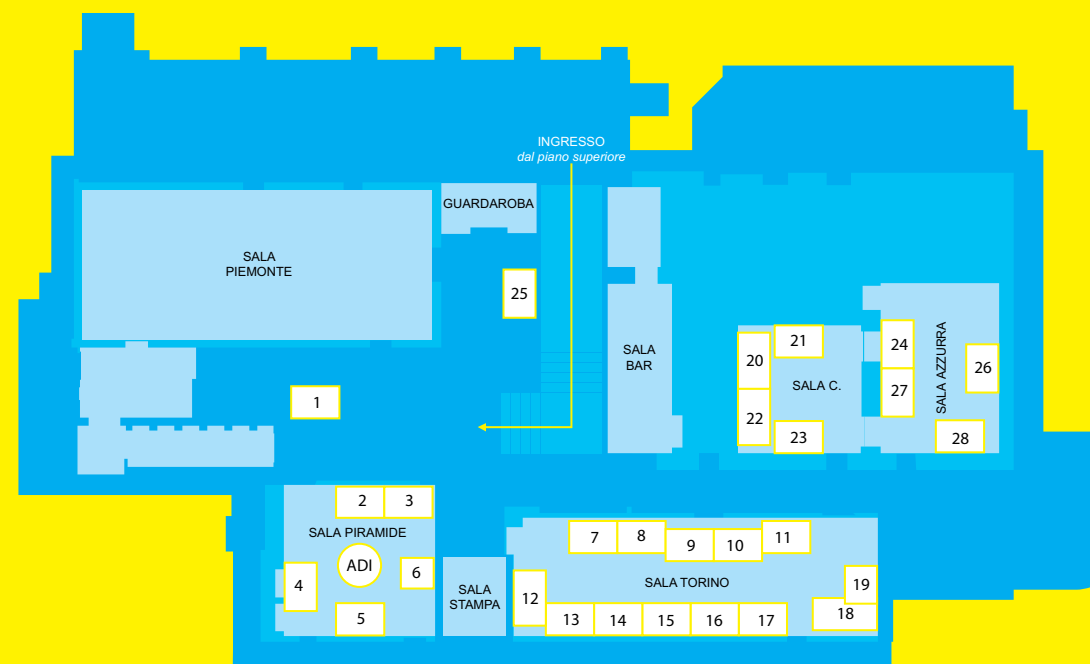 INGRESSO
dal piano superiore
GUARDAROBA
SALA
PIEMONTE
25
SALA
BAR
20
21
SALA C.
22
23
24
27
SALA AZZURRA
26
28
1
2
3
SALA PIRAMIDE
ADI
4
6
5
SALA
STAMPA
7
8
9
10
11
12
SALA TORINO
19
13
14
15
16
17
18